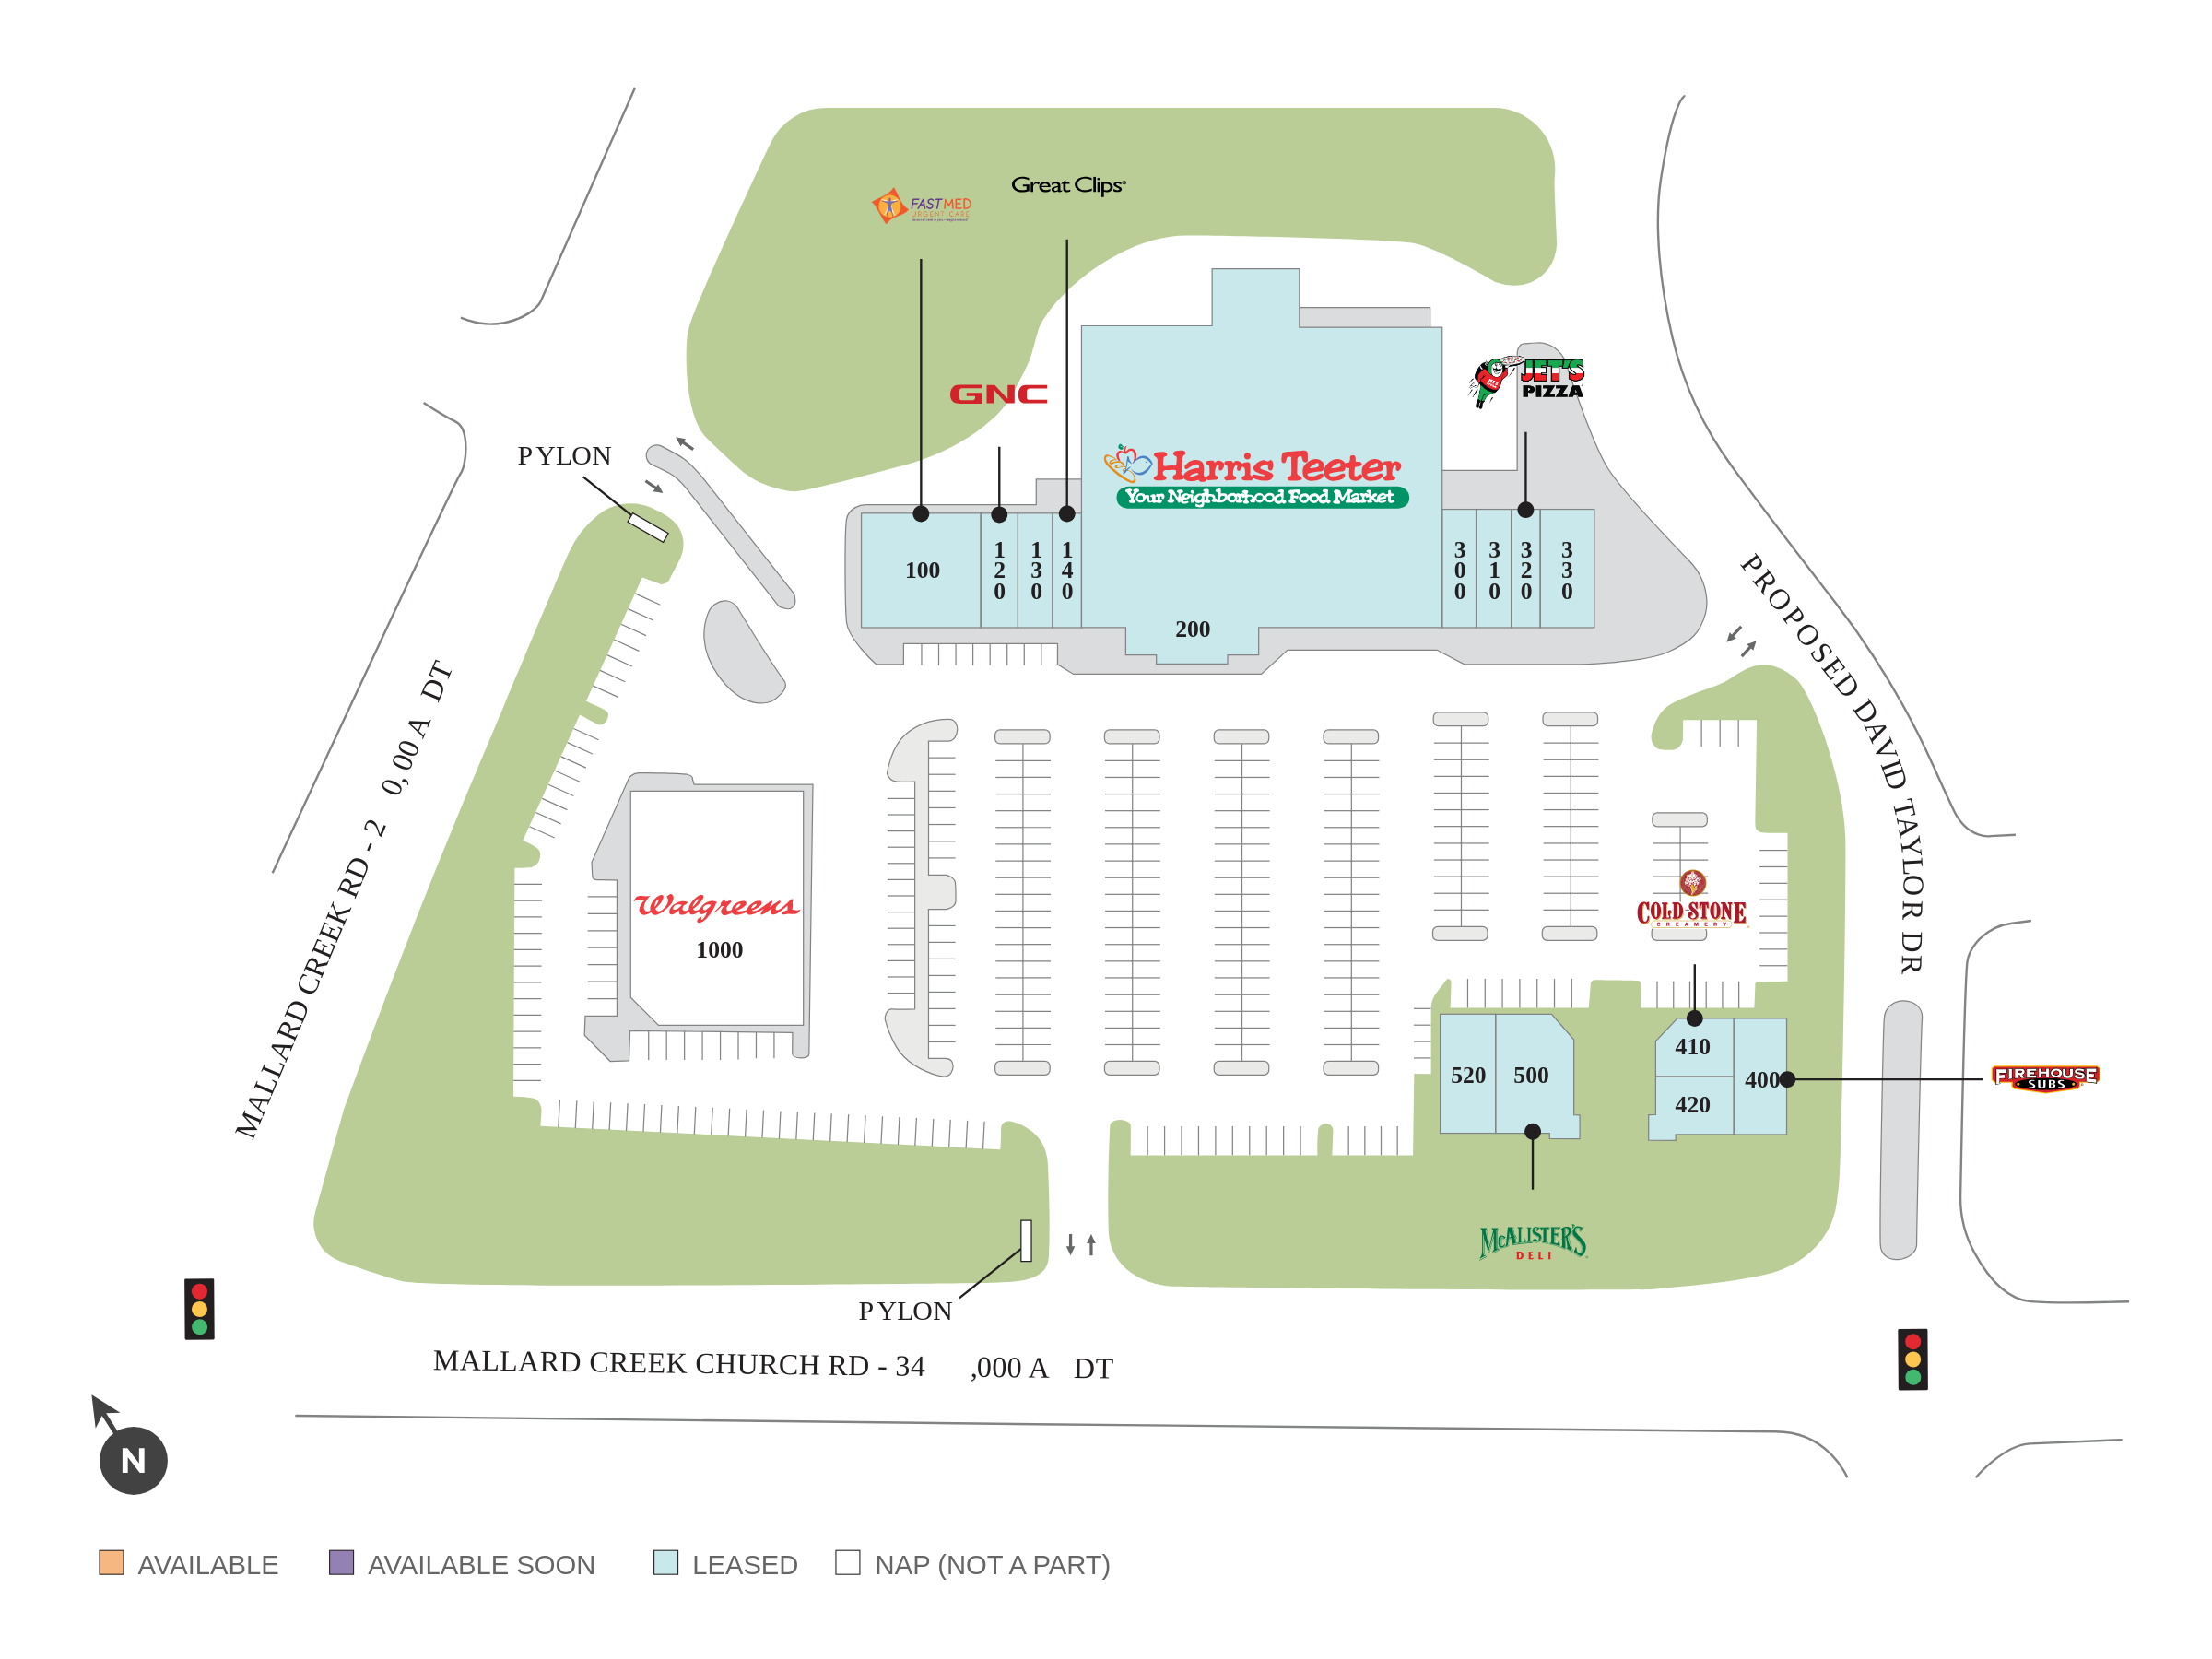 Great Clips
FASTMED
URGENT CARE
GNC
JET'S
PIZZA
PYLON
Harris Teeter
Your Neighborhood Food Market
100
120
130
140
200
300
310
320
330
PROPOSED DAVID TAYLOR DR
MALLARD CREEK RD - 2 0,00 A DT
Walgreens
1000
COLD STONE
CREAMERY
410
520
500
400
420
FIREHOUSE
SUBS
McALISTER'S
DELI
PYLON
MALLARD CREEK CHURCH RD - 34 ,000 A DT
N
AVAILABLE
AVAILABLE SOON
LEASED
NAP (NOT A PART)